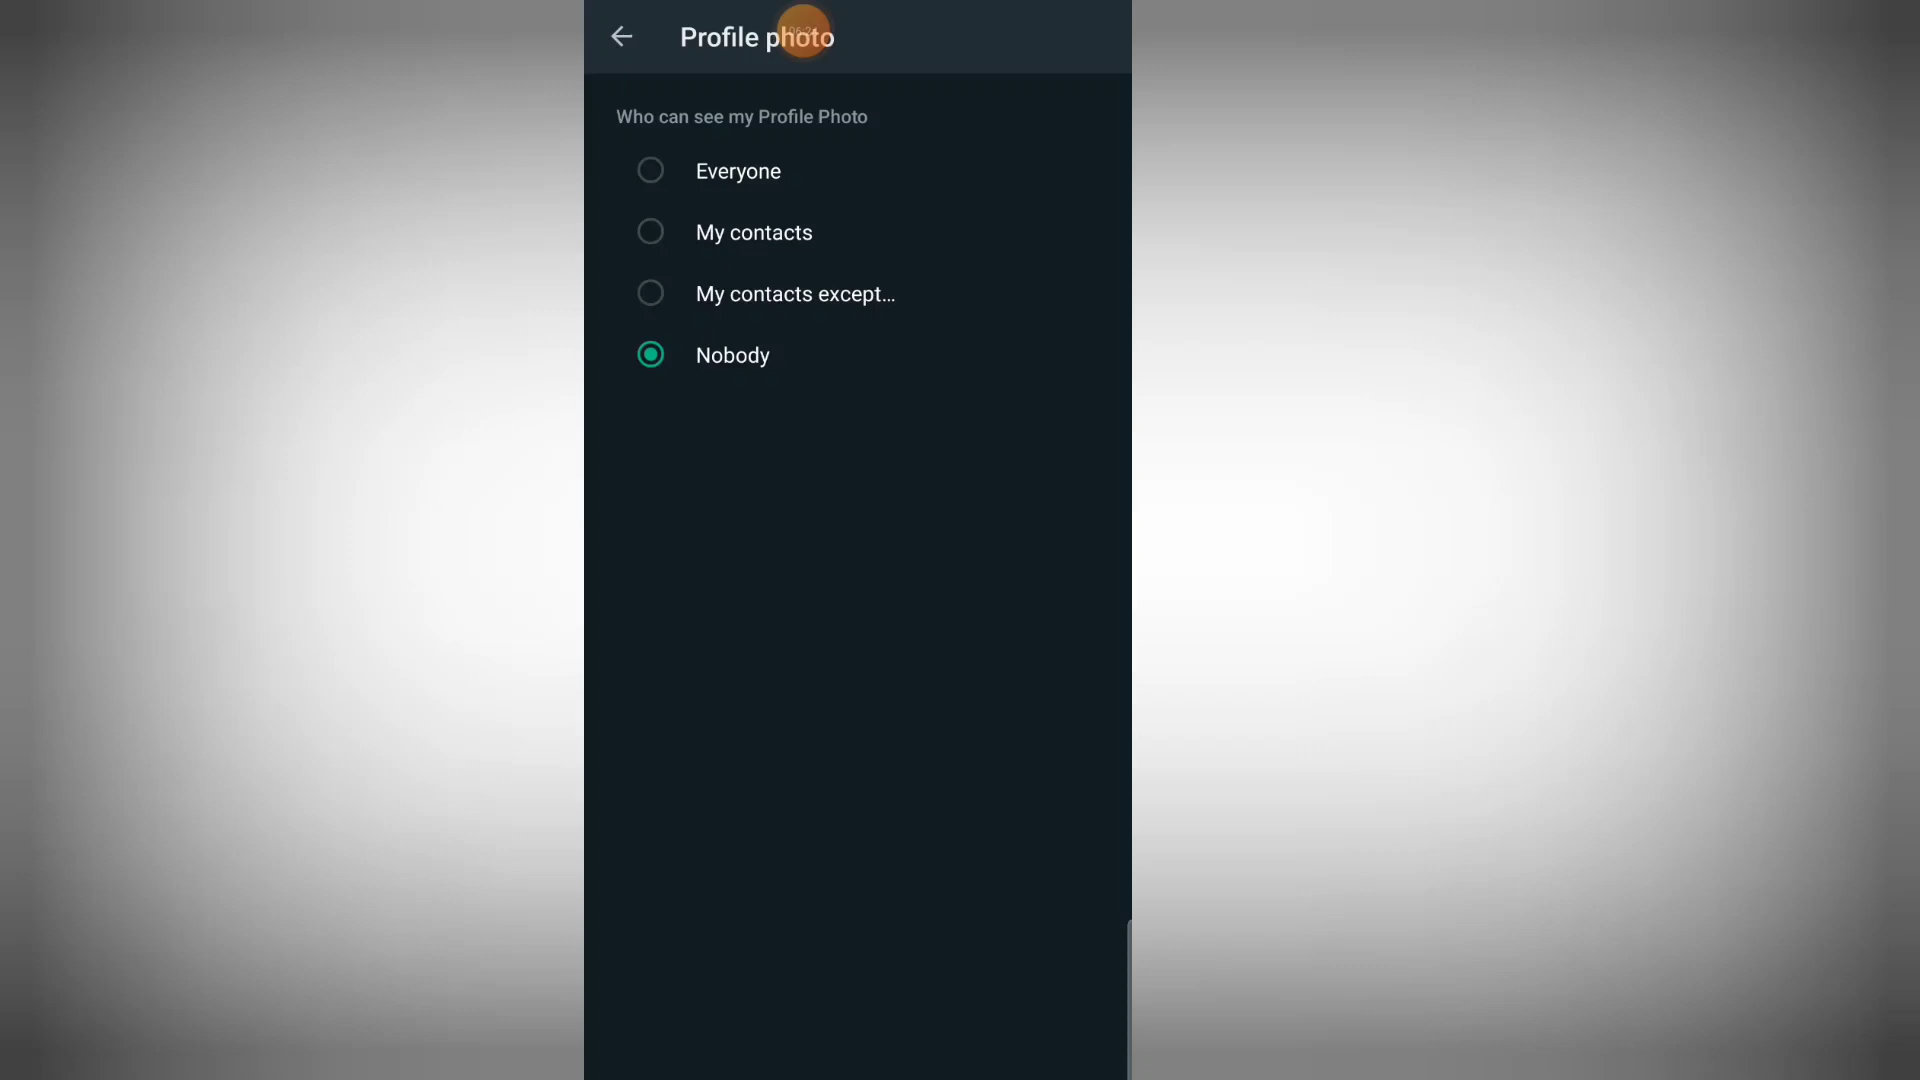 Profile photo
Who can see my Profile Photo
Everyone
My contacts
My contacts except...
Nobody